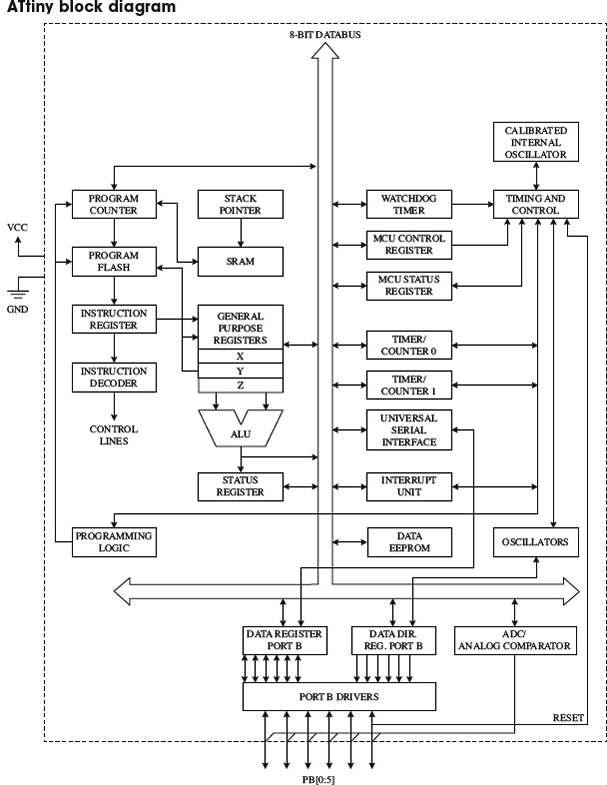 ATtiny block diagram
8-BIT DATABUS
CALIBRATED
INTERNAL
OSCILLATOR
PROGRAM
COUNTER
STACK
POINTER
WATCHDOG
TIMER
TIMING AND
CONTROL
VCC
GND
PROGRAM
FLASH
SRAM
MCU CONTROL
REGISTER
MCU STATUS
REGISTER
INSTRUCTION
REGISTER
GENERAL
PURPOSE
REGISTERS
X
Y
Z
TIMER/
COUNTER 0
INSTRUCTION
DECODER
TIMER/
COUNTER 1
CONTROL
LINES
ALU
UNIVERSAL
SERIAL
INTERFACE
STATUS
REGISTER
INTERRUPT
UNIT
PROGRAMMING
LOGIC
DATA
EEPROM
OSCILLATORS
DATA REGISTER
PORT B
DATA DIR.
REG. PORT B
ADC/
ANALOG COMPARATOR
PORT B DRIVERS
RESET
PB[0:5]